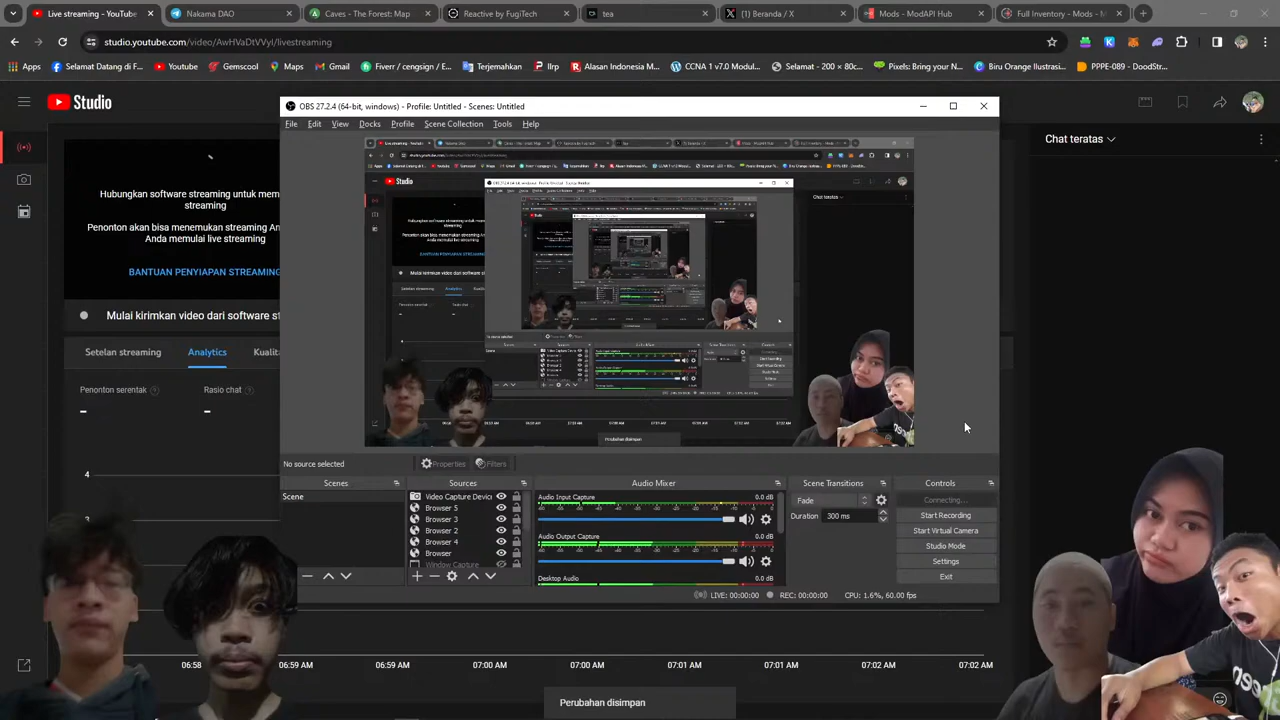 Live streaming - YouTube
Nakama DAO
Caves - The Forest: Map
Reactive by FugiTech
tea
(1) Beranda / X
Mods - ModAPI Hub
Full Inventory - Mods - M
studio.youtube.com/video/AwHVaDtVVyI/livestreaming
Apps
Selamat Datang di F...
Youtube
Gemscool
Maps
Gmail
Fiverr / cengsign / E...
Terjemahkan
llrp
Alasan Indonesia M...
CCNA 1 v7.0 Modul...
Selamat — 200 × 80c...
Pixels: Bring your N...
Biru Orange Ilustrasi...
PPPE-089 - DoodStr...
Studio
Chat teratas
Hubungkan software streaming untuk mem
streaming
Penonton akan bisa menemukan streaming An
Anda memulai live streaming
BANTUAN PENYIAPAN STREAMING
Mulai kirimkan video dari software st
Setelan streaming
Analytics
Kualit
Penonton serentak
Rasio chat
4
3
OBS 27.2.4 (64-bit, windows) - Profile: Untitled - Scenes: Untitled
File
Edit
View
Docks
Profile
Scene Collection
Tools
Help
No source selected
Properties
Filters
Scenes
Sources
Audio Mixer
Scene Transitions
Controls
Scene
Video Capture Devic
Browser 5
Browser 3
Browser 2
Browser 4
Browser
Window Capture
Audio Input Capture
0.0 dB
Audio Output Capture
0.0 dB
Desktop Audio
0.0 dB
Fade
Duration
300 ms
Connecting...
Start Recording
Start Virtual Camera
Studio Mode
Settings
Exit
LIVE: 00:00:00
REC: 00:00:00
CPU: 1.6%, 60.00 fps
06:58
06:59 AM
06:59 AM
07:00 AM
07:00 AM
07:01 AM
07:01 AM
07:02 AM
07:02 AM
Perubahan disimpan